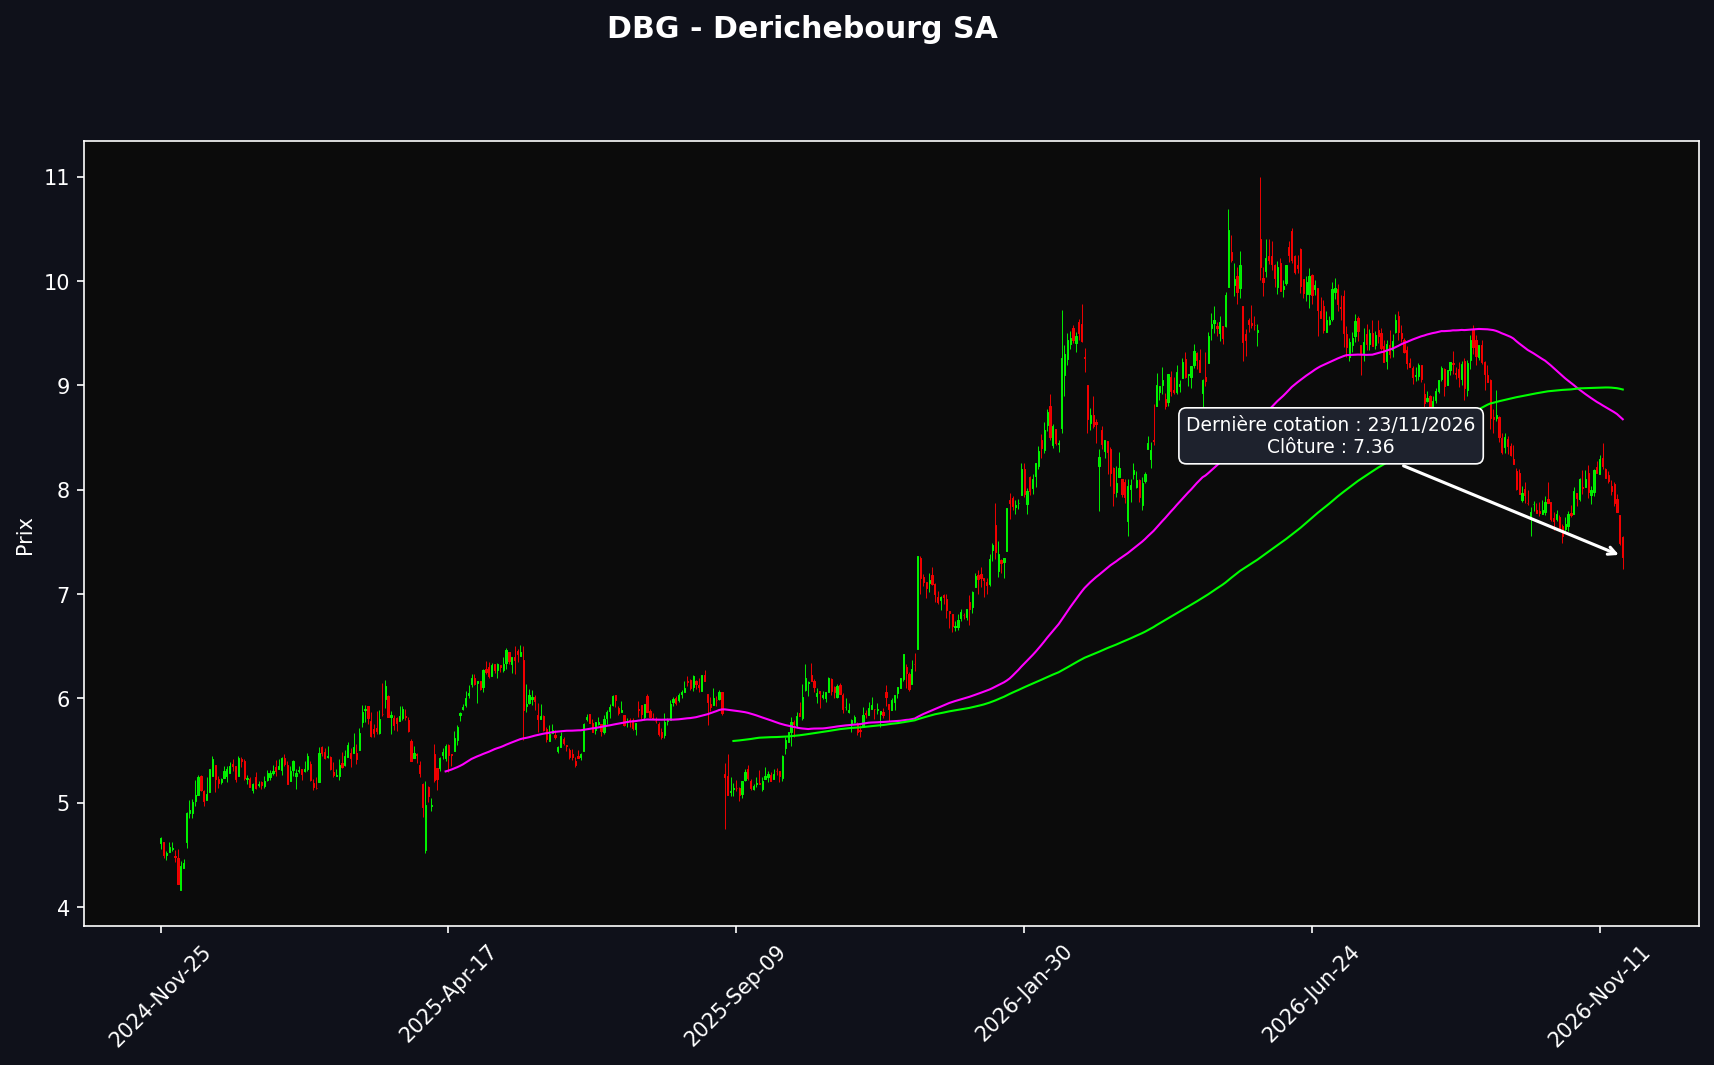 DBG - Derichebourg SA
Prix
11
10
9
8
7
6
5
4
Dernière cotation : 23/11/2026
Clôture : 7.36
2024-Nov-25
2025-Apr-17
2025-Sep-09
2026-Jan-30
2026-Jun-24
2026-Nov-11